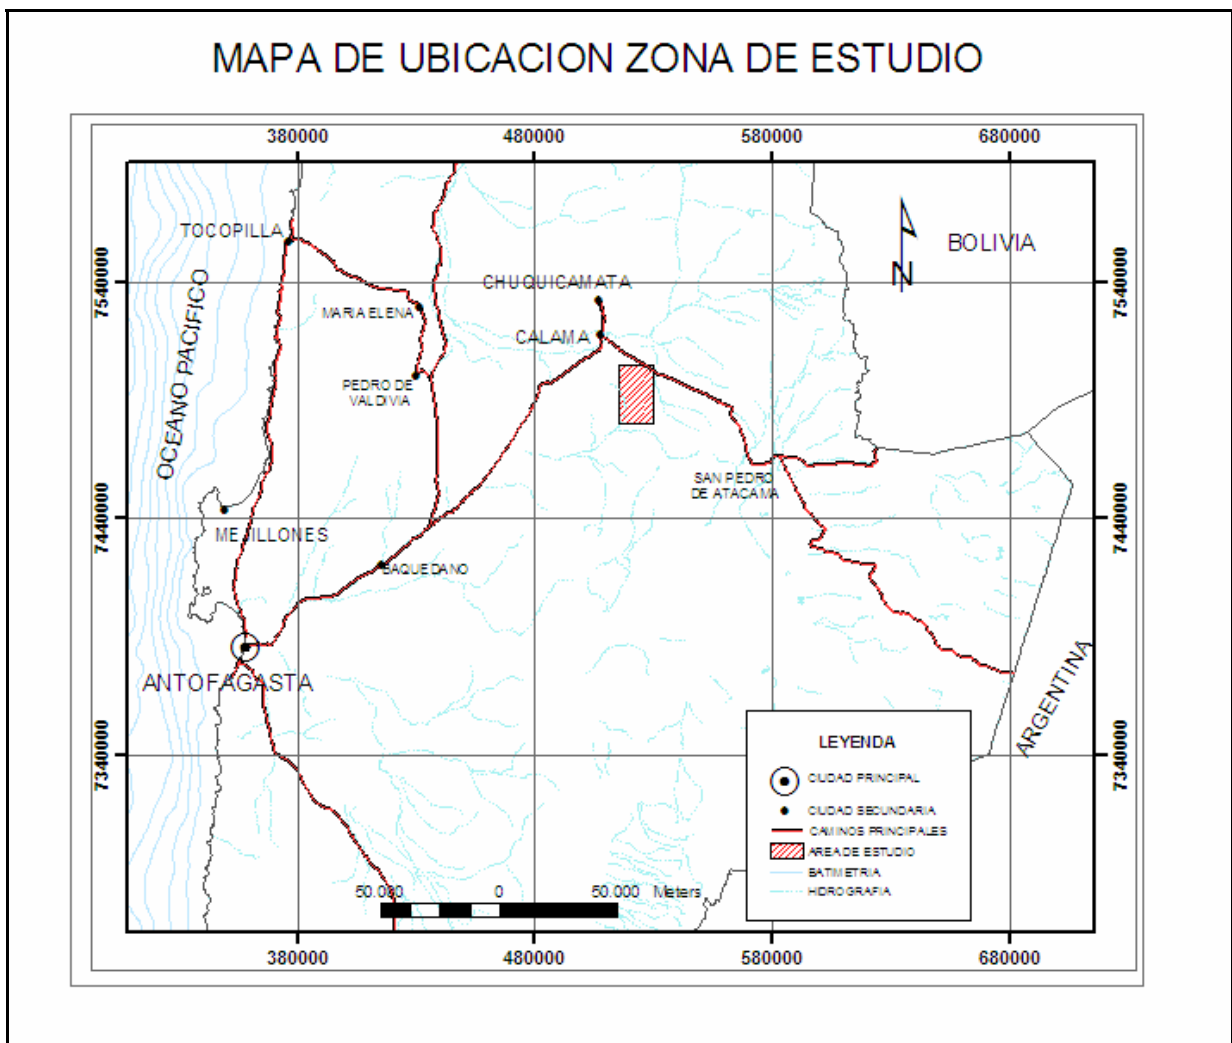 MAPA DE UBICACION ZONA DE ESTUDIO
380000 480000 580000 680000
TOCOPILLA
BOLIVIA
N
7540000 7540000
CHUQUICAMATA
OCEANO PACIFICO
MARIA ELENA
CALAMA
PEDRO DE
VALDIVIA
SAN PEDRO
DE ATACAMA
7440000 7440000
MEJILLONES
BAQUEDANO
ANTOFAGASTA
ARGENTINA
7340000 7340000
LEYENDA
CIUDAD PRINCIPAL
CIUDAD SECUNDARIA
CAMINOS PRINCIPALES
AREA DE ESTUDIO
BATIMETRIA
HIDROGRAFIA
50.000 0 50.000 Meters
380000 480000 580000 680000